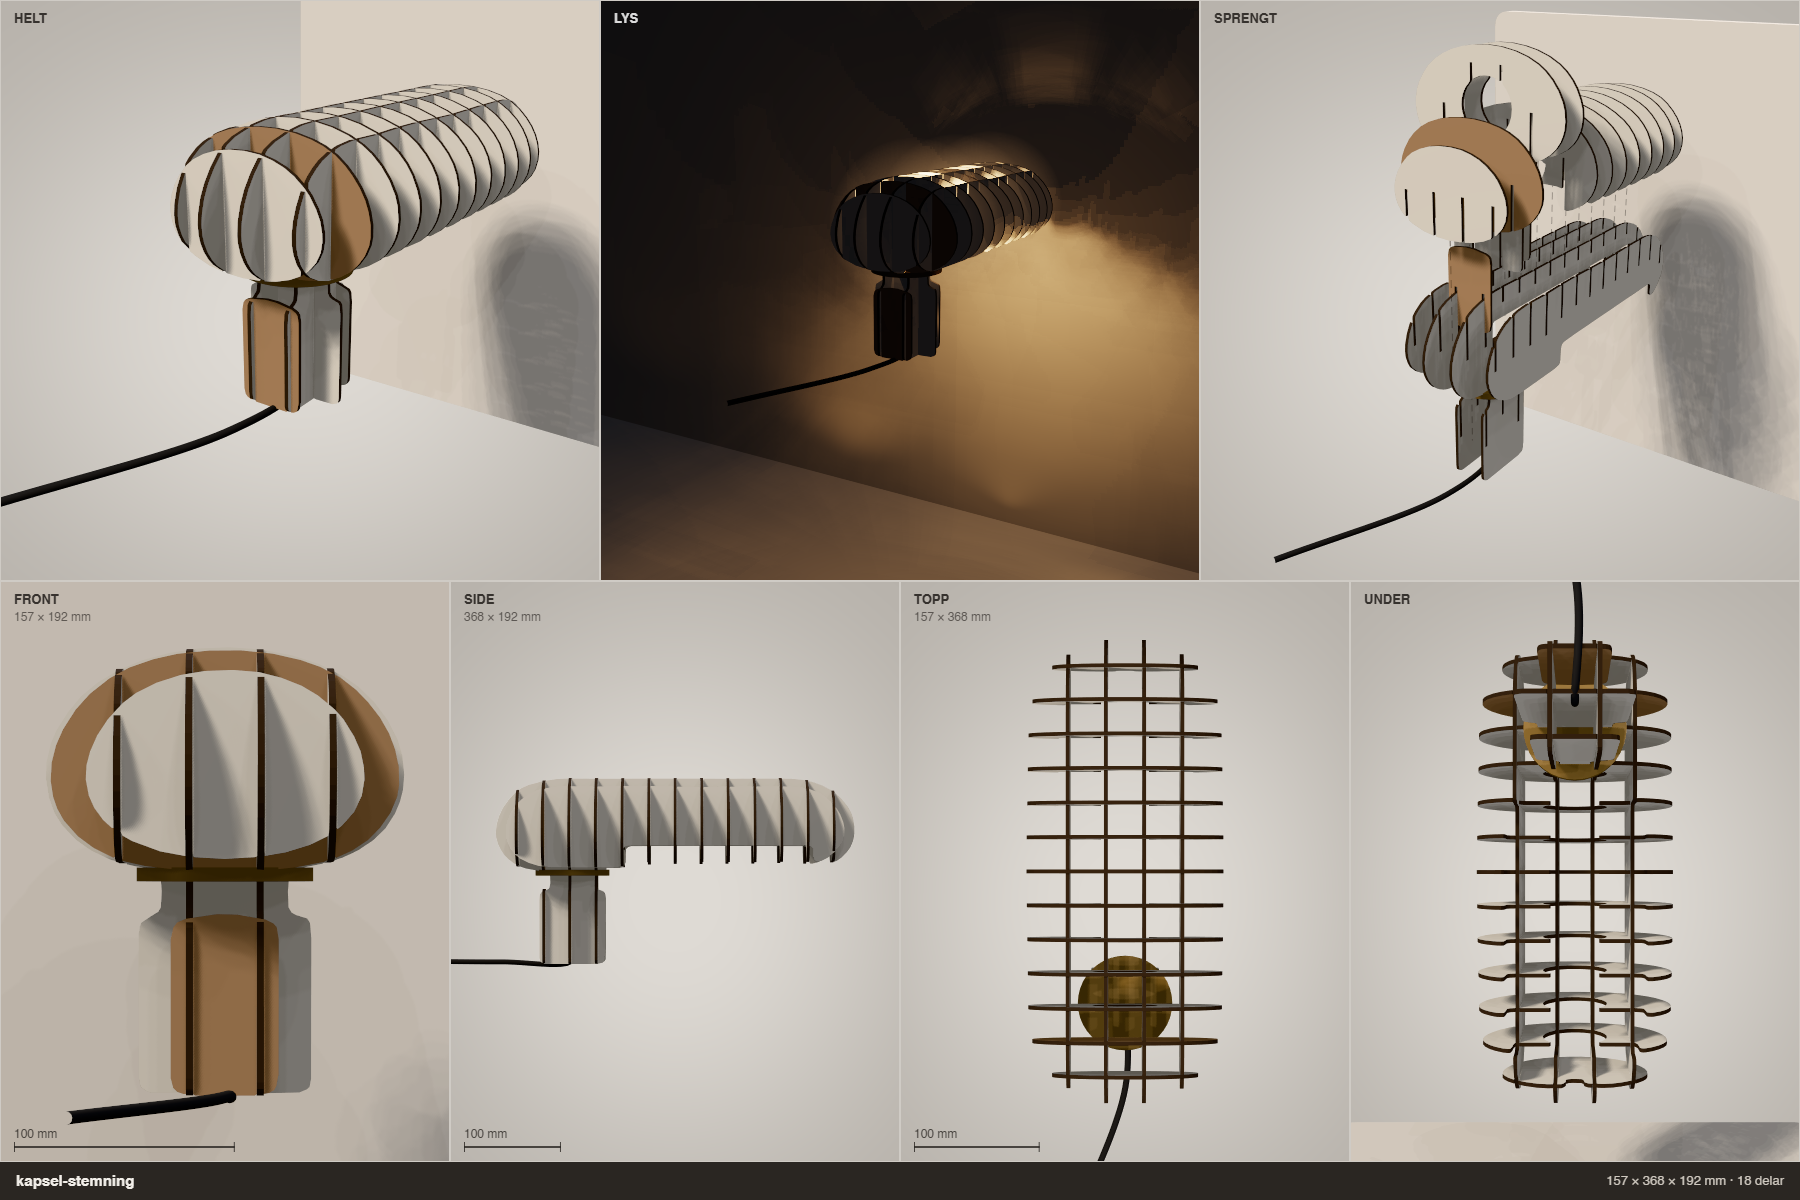 HELT
LYS
SPRENGT
FRONT
157 × 192 mm
SIDE
368 × 192 mm
TOPP
157 × 368 mm
UNDER
100 mm
100 mm
100 mm
kapsel-stemning
157 × 368 × 192 mm · 18 delar